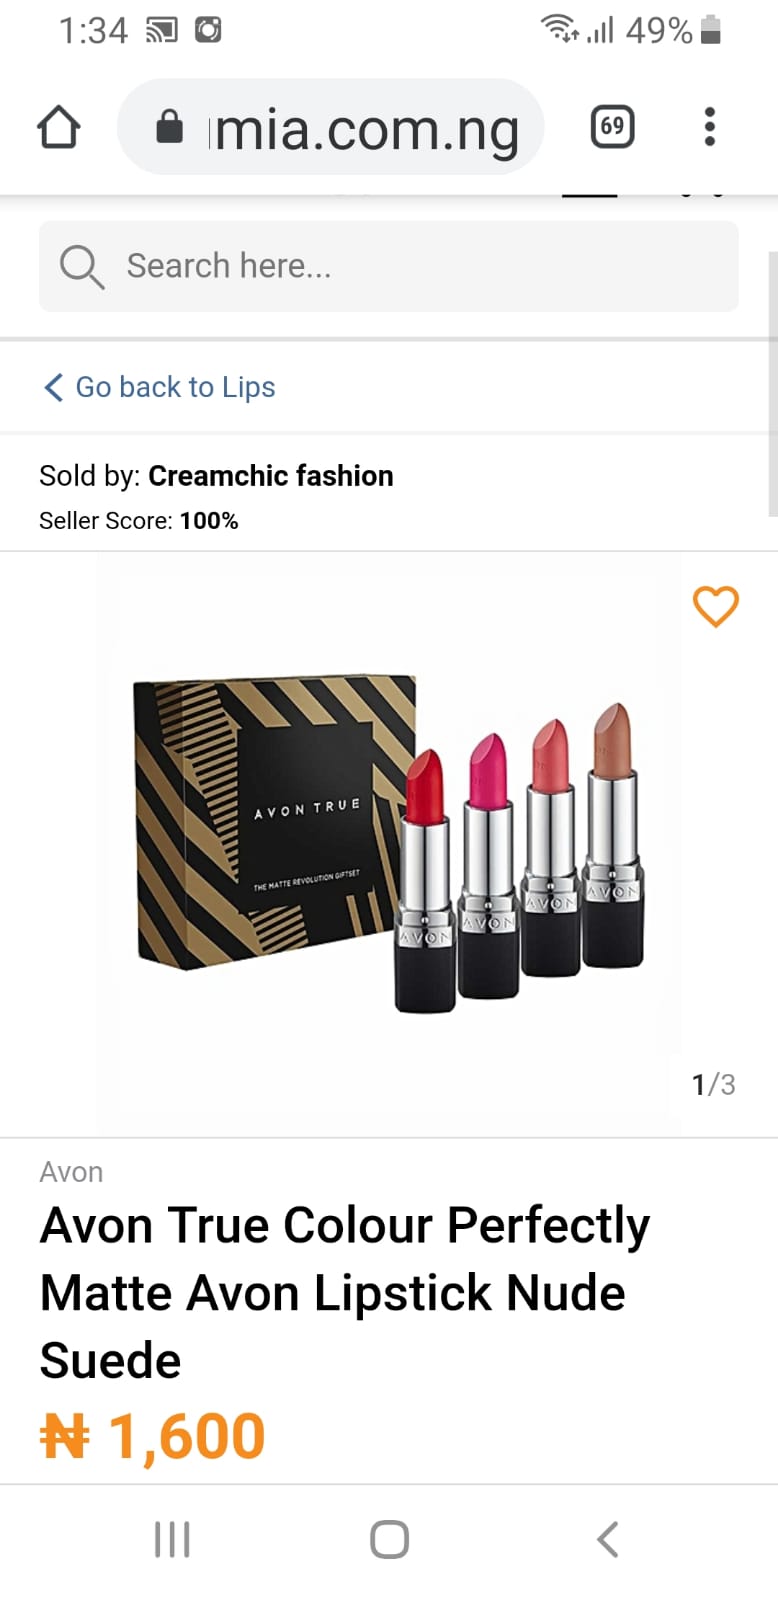 1:34
49%
mia.com.ng
69
Search here...
Go back to Lips
Sold by: Creamchic fashion
Seller Score: 100%
AVON TRUE
THE MATTE REVOLUTION GIFTSET
AVON
AVON
AVON
AVON
1/3
Avon
Avon True Colour Perfectly
Matte Avon Lipstick Nude
Suede
₦ 1,600